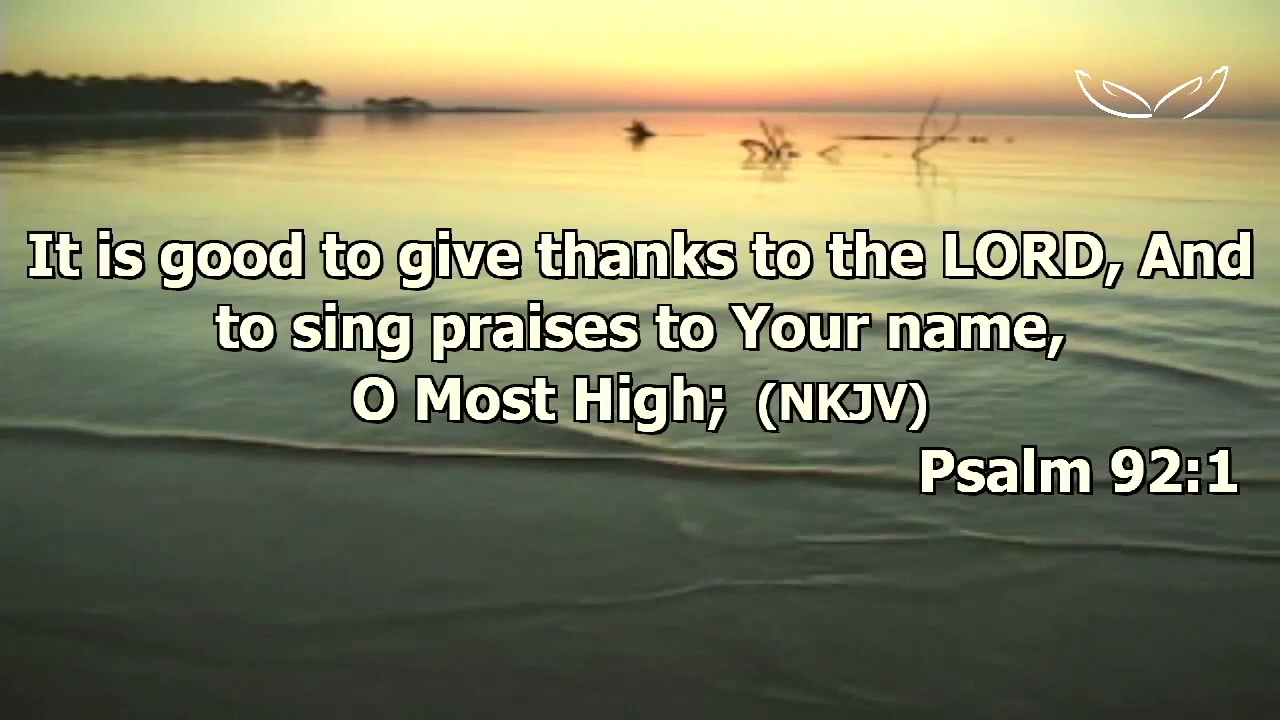 It is good to give thanks to the LORD, And
to sing praises to Your name,
O Most High; (NKJV)
Psalm 92:1